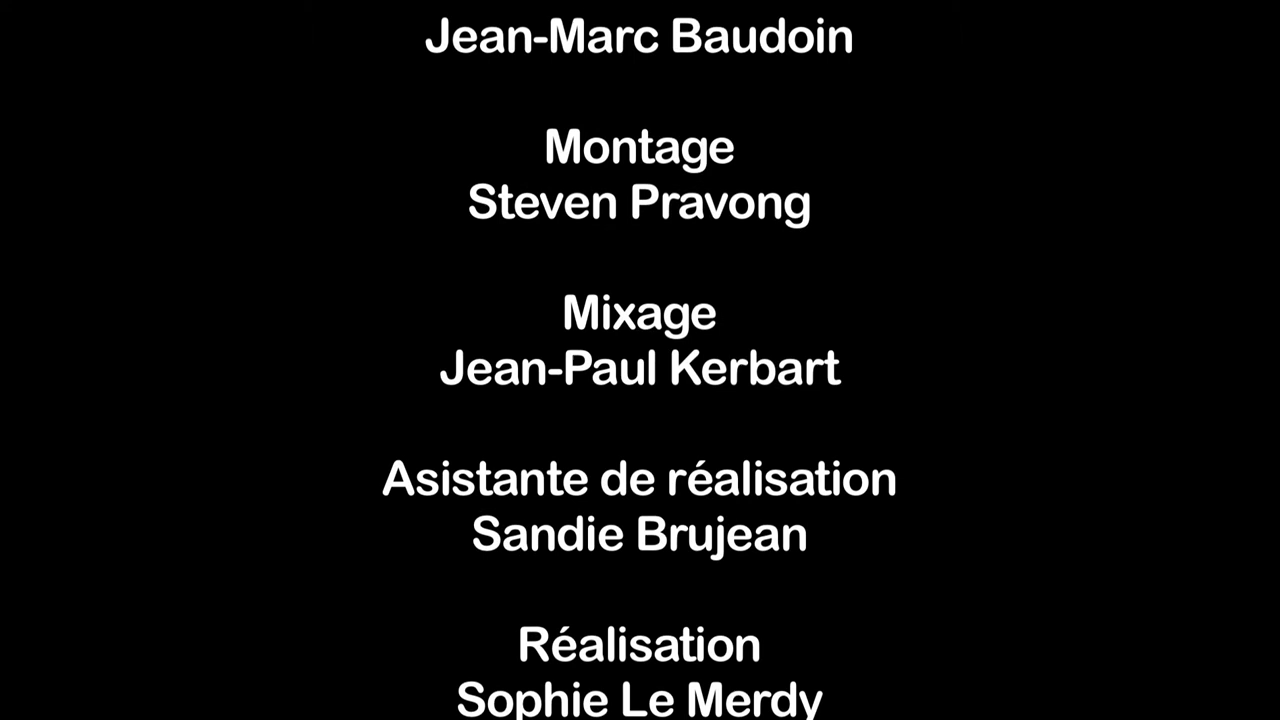 Jean-Marc Baudoin
Montage
Steven Pravong
Mixage
Jean-Paul Kerbart
Asistante de réalisation
Sandie Brujean
Réalisation
Sophie Le Merdy